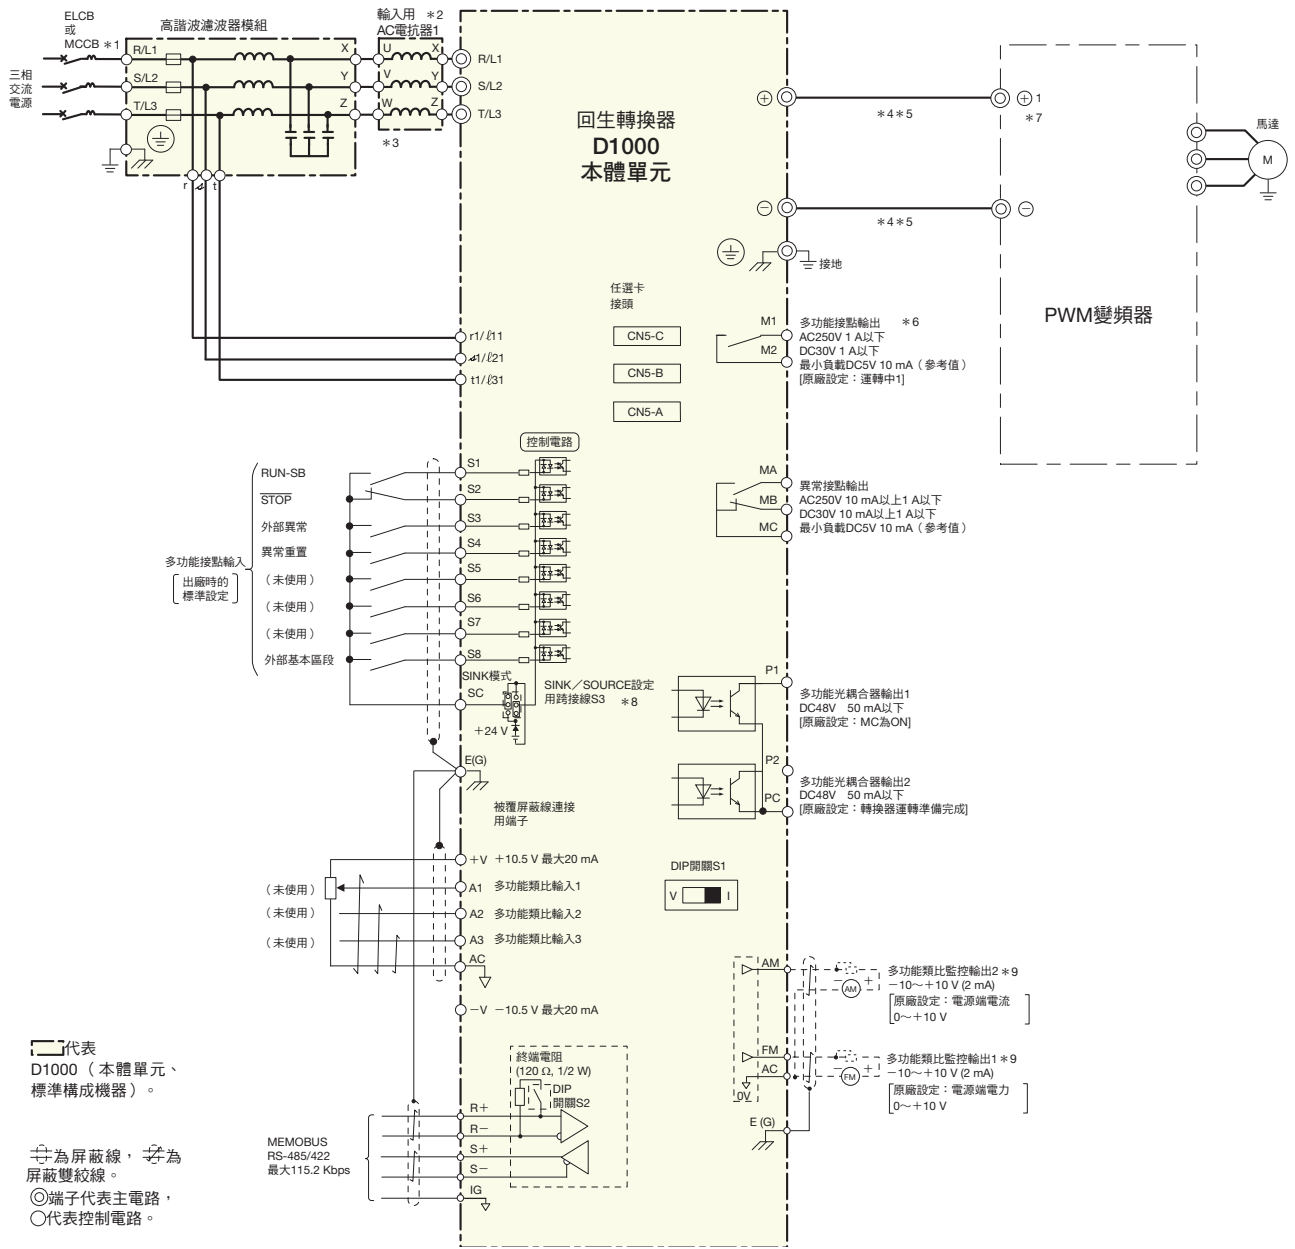 ELCB
或
MCCB ＊1
高諧波濾波器模組
輸入用 ＊2
AC電抗器1
三相
交流
電源
R/L1
S/L2
T/L3
X
Y
Z
U
V
W
X
Y
Z
＊3
R/L1
S/L2
T/L3
r
t
回生轉換器
D1000
本體單元
⊕
＊4＊5
⊕ 1
＊7
⊖
＊4＊5
⊖
接地
馬達
M
PWM變頻器
任選卡
接頭
CN5-C
CN5-B
CN5-A
r1/ℓ11
1/ℓ21
t1/ℓ31
M1
M2
多功能接點輸出 ＊6
AC250V 1 A以下
DC30V 1 A以下
最小負載DC5V 10 mA（參考值）
[原廠設定：運轉中1]
控制電路
MA
MB
MC
異常接點輸出
AC250V 10 mA以上1 A以下
DC30V 10 mA以上1 A以下
最小負載DC5V 10 mA（參考值）
多功能接點輸入
出廠時的
標準設定
RUN-SB
STOP
外部異常
異常重置
（未使用）
（未使用）
（未使用）
外部基本區段
S1
S2
S3
S4
S5
S6
S7
S8
SINK模式
SC
＋24 V
SINK／SOURCE設定
用跨接線S3 ＊8
E(G)
被覆屏蔽線連接
用端子
P1
多功能光耦合器輸出1
DC48V 50 mA以下
[原廠設定：MC為ON]
P2
PC
多功能光耦合器輸出2
DC48V 50 mA以下
[原廠設定：轉換器運轉準備完成]
DIP開關S1
V
I
（未使用）
（未使用）
（未使用）
＋V ＋10.5 V 最大20 mA
A1 多功能類比輸入1
A2 多功能類比輸入2
A3 多功能類比輸入3
AC
－V －10.5 V 最大20 mA
AM
－
AM
＋
多功能類比監控輸出2＊9
－10～＋10 V (2 mA)
原廠設定：電源端電流
0～＋10 V
FM
AC
0V
－
FM
＋
多功能類比監控輸出1＊9
－10～＋10 V (2 mA)
原廠設定：電源端電力
0～＋10 V
E (G)
終端電阻
(120 Ω, 1/2 W)
DIP
開關S2
MEMOBUS
RS-485/422
最大115.2 Kbps
R＋
R－
S＋
S－
IG
代表
D1000（本體單元、
標準構成機器）。
為屏蔽線， 為
屏蔽雙絞線。
◎端子代表主電路，
○代表控制電路。